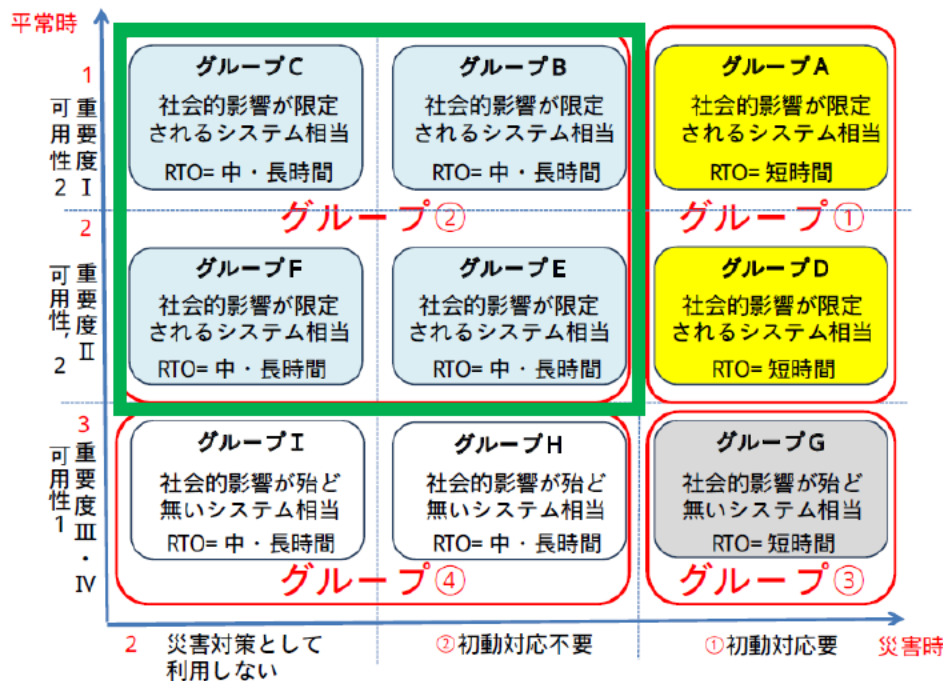 平常時
1
重要度Ⅰ
可用性2
グループC
社会的影響が限定
されるシステム相当
RTO= 中・長時間
グループB
社会的影響が限定
されるシステム相当
RTO= 中・長時間
グループA
社会的影響が限定
されるシステム相当
RTO= 短時間
グループ②
グループ①
2
重要度Ⅱ
可用性,2
グループF
社会的影響が限定
されるシステム相当
RTO= 中・長時間
グループE
社会的影響が限定
されるシステム相当
RTO= 中・長時間
グループD
社会的影響が限定
されるシステム相当
RTO= 短時間
3
重要度Ⅲ・Ⅳ
可用性1
グループI
社会的影響が殆ど
無いシステム相当
RTO= 中・長時間
グループH
社会的影響が殆ど
無いシステム相当
RTO= 中・長時間
グループG
社会的影響が殆ど
無いシステム相当
RTO= 短時間
グループ④
グループ③
2 災害対策として
利用しない
②初動対応不要
①初動対応要
災害時